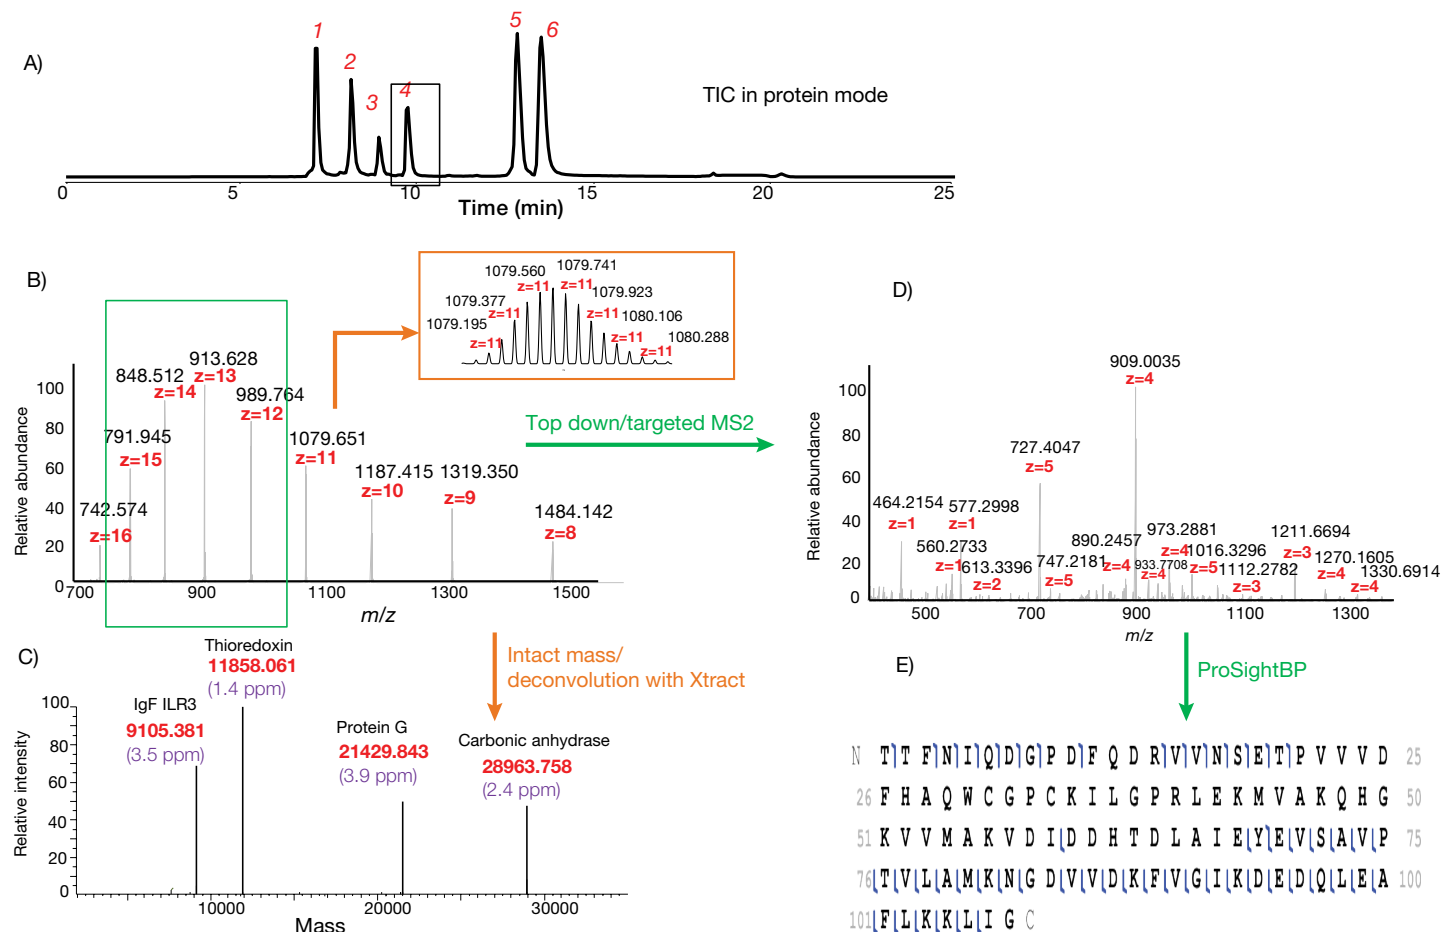 A)
1
2
3
4
5
6
TIC in protein mode
0
5
10
15
20
25
Time (min)
B)
Relative abundance
100
80
60
40
20
0
742.574
z=16
791.945
z=15
848.512
z=14
913.628
z=13
989.764
z=12
1079.651
z=11
1187.415
z=10
1319.350
z=9
1484.142
z=8
700
900
1100
1300
1500
m/z
1079.195
z=11
1079.377
z=11
1079.560
1079.741
z=11
1079.923
z=11
1080.106
z=11
1080.288
z=11
Top down/targeted MS2
Intact mass/
deconvolution with Xtract
C)
Relative intensity
100
80
60
40
20
0
IgF ILR3
9105.381
(3.5 ppm)
Thioredoxin
11858.061
(1.4 ppm)
Protein G
21429.843
(3.9 ppm)
Carbonic anhydrase
28963.758
(2.4 ppm)
10000
20000
30000
Mass
D)
Relative abundance
100
80
60
40
20
0
464.2154
z=1
560.2733
z=1
577.2998
z=1
613.3396
z=2
727.4047
z=5
747.2181
z=5
890.2457
z=4
909.0035
z=4
933.7708
z=4
973.2881
z=4
1016.3296
z=5
1112.2782
z=3
1211.6694
z=3
1270.1605
z=4
1330.6914
z=4
500
700
900
1100
1300
m/z
ProSightBP
E)
N T T F N I Q D G P D F Q D R V V N S E T P V V V D 25
26 F H A Q W C G P C K I L G P R L E K M V A K Q H G 50
51 K V V M A K V D I D D H T D L A I E Y E V S A V P 75
76 T V L A M K N G D V V D K F V G I K D E D Q L E A 100
101 F L K K L I G C